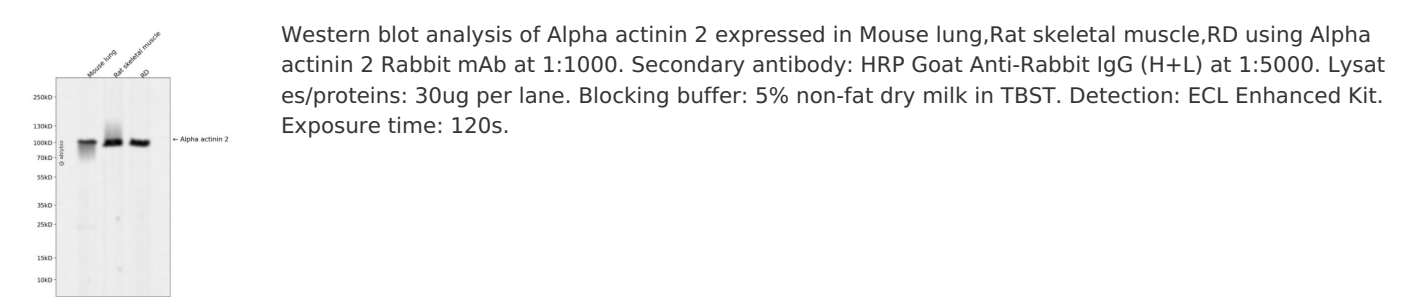 Mouse lung
Rat skeletal muscle
RD
250kD
130kD
100kD
70kD
55kD
35kD
25kD
15kD
10kD
@ ablybio
← Alpha actinin 2
Western blot analysis of Alpha actinin 2 expressed in Mouse lung,Rat skeletal muscle,RD using Alpha
actinin 2 Rabbit mAb at 1:1000. Secondary antibody: HRP Goat Anti-Rabbit IgG (H+L) at 1:5000. Lysat
es/proteins: 30ug per lane. Blocking buffer: 5% non-fat dry milk in TBST. Detection: ECL Enhanced Kit.
Exposure time: 120s.